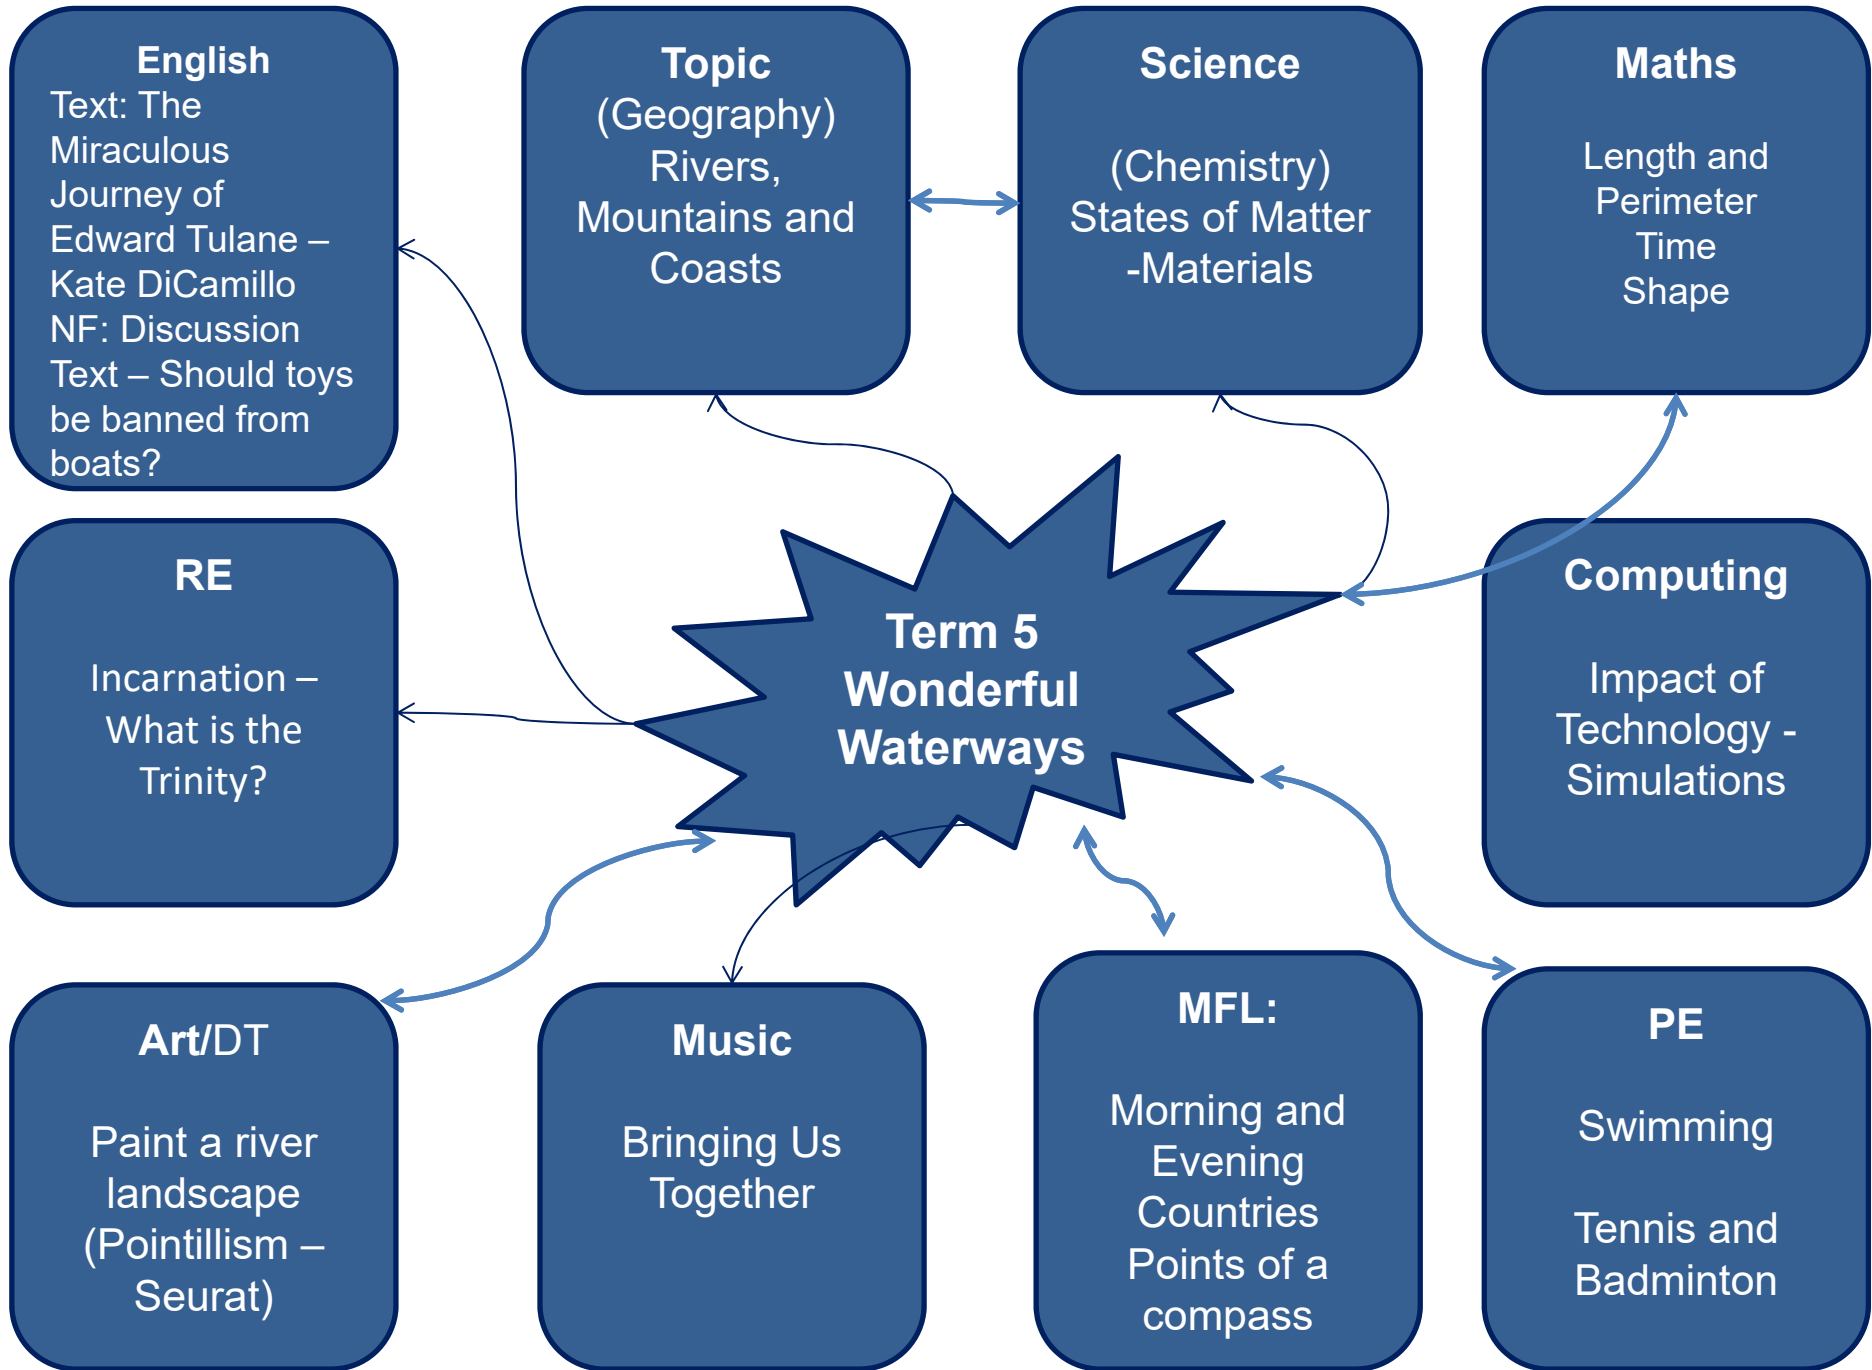 English
Text: The
Miraculous
Journey of
Edward Tulane –
Kate DiCamillo
NF: Discussion
Text – Should toys
be banned from
boats?
Topic
(Geography)
Rivers,
Mountains and
Coasts
Science
(Chemistry)
States of Matter
-Materials
Maths
Length and
Perimeter
Time
Shape
RE
Incarnation –
What is the
Trinity?
Term 5
Wonderful
Waterways
Computing
Impact of
Technology -
Simulations
Art/DT
Paint a river
landscape
(Pointillism –
Seurat)
Music
Bringing Us
Together
MFL:
Morning and
Evening
Countries
Points of a
compass
PE
Swimming
Tennis and
Badminton